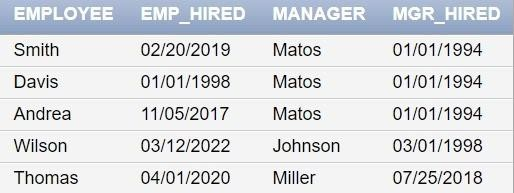 EMPLOYEE EMP_HIRED MANAGER MGR_HIRED
Smith 02/20/2019 Matos 01/01/1994
Davis 01/01/1998 Matos 01/01/1994
Andrea 11/05/2017 Matos 01/01/1994
Wilson 03/12/2022 Johnson 03/01/1998
Thomas 04/01/2020 Miller 07/25/2018